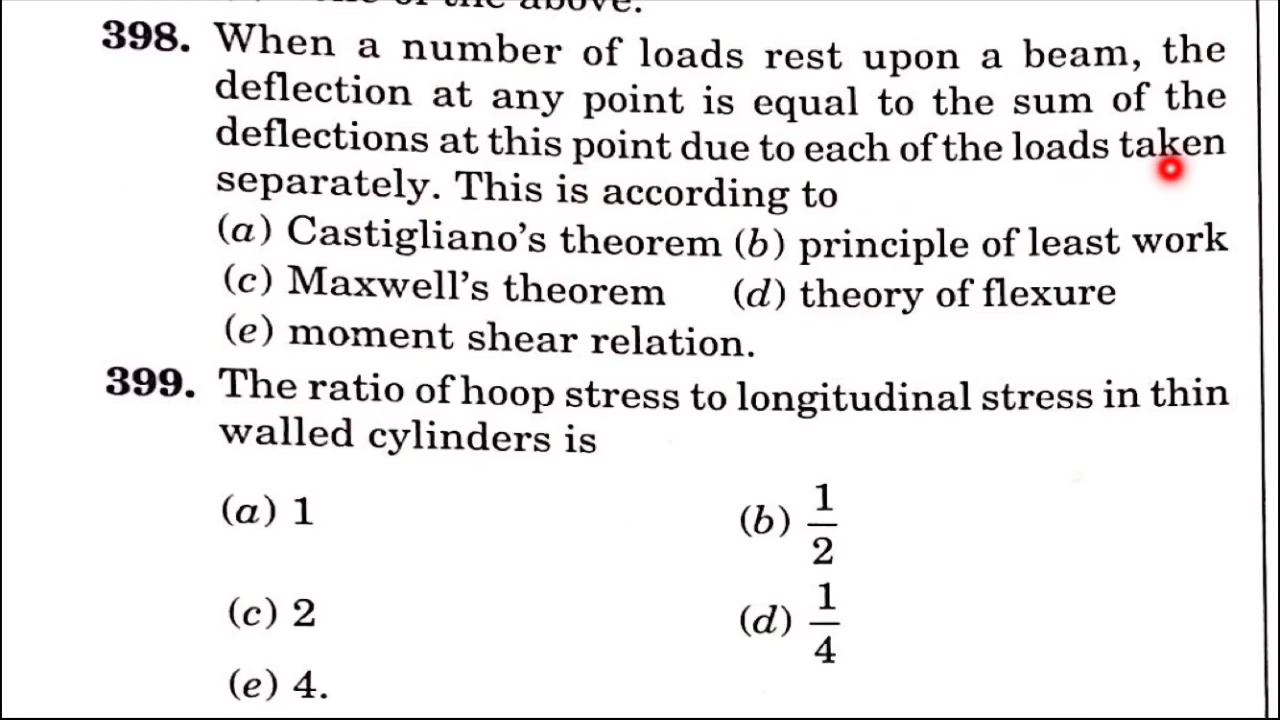 of the above.
398. When a number of loads rest upon a beam, the
deflection at any point is equal to the sum of the
deflections at this point due to each of the loads taken
separately. This is according to
(a) Castigliano's theorem (b) principle of least work
(c) Maxwell's theorem (d) theory of flexure
(e) moment shear relation.
399. The ratio of hoop stress to longitudinal stress in thin
walled cylinders is
(a) 1 (b) 1/2
(c) 2 (d) 1/4
(e) 4.